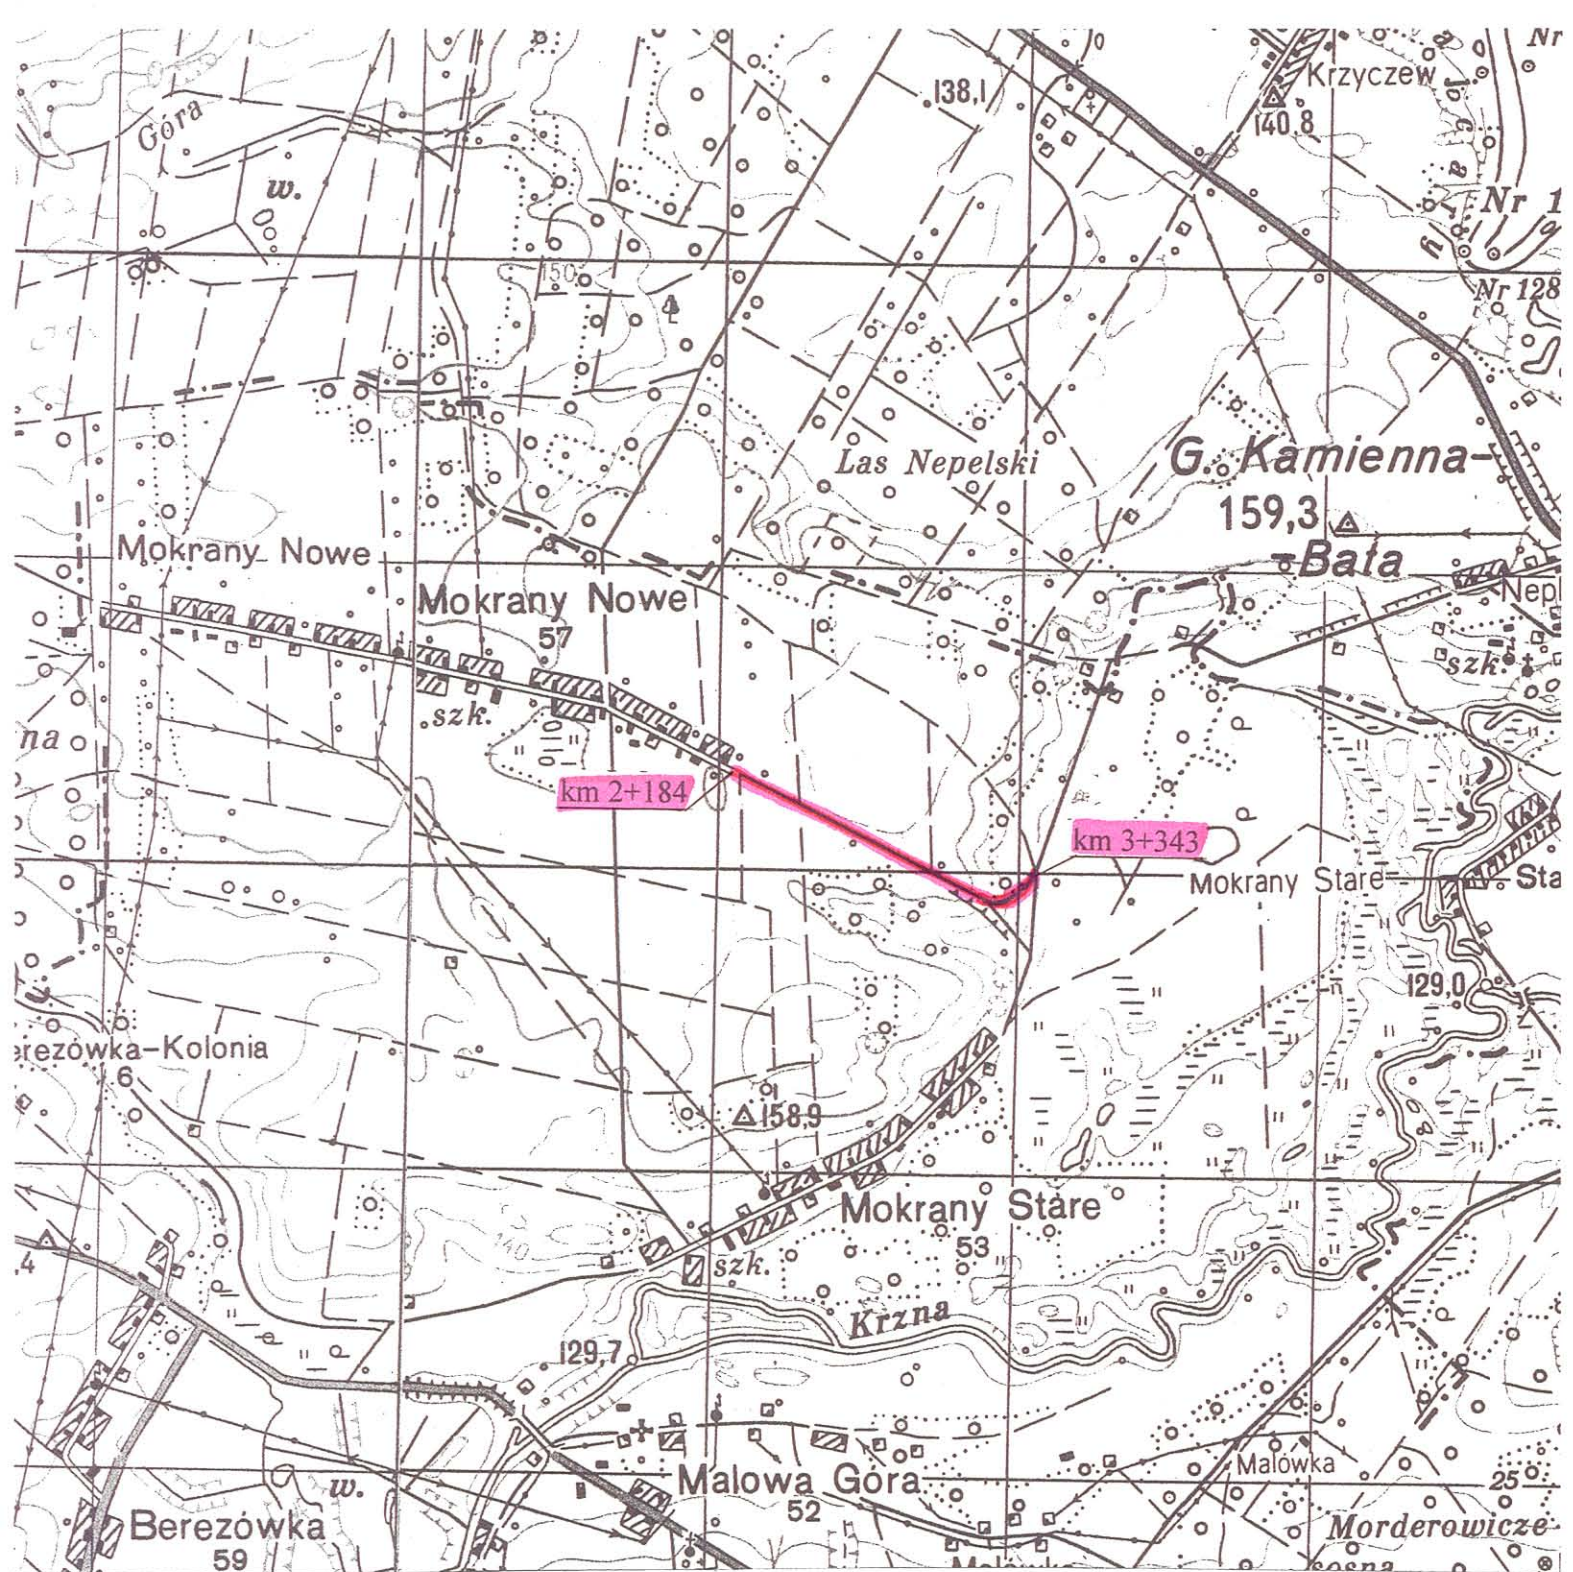 Nr
138,1
Krzyczew
140,8
Góra
w.
Nr 1
150
Nr 128
Las Nepelski
G. Kamienna-
159,3
-Bata
Mokrany Nowe
Mokrany Nowe
57
szk.
szk.
na
km 2+184
km 3+343
Mokrany Stare
Sta
129,0
erezówka-Kolonia
6
158,9
Mokrany Stare
53
140
szk.
,4
Krzna
129,7
Malówka
Malowa Góra
52
25
w.
Berezówka
59
Morderowicze
sosna